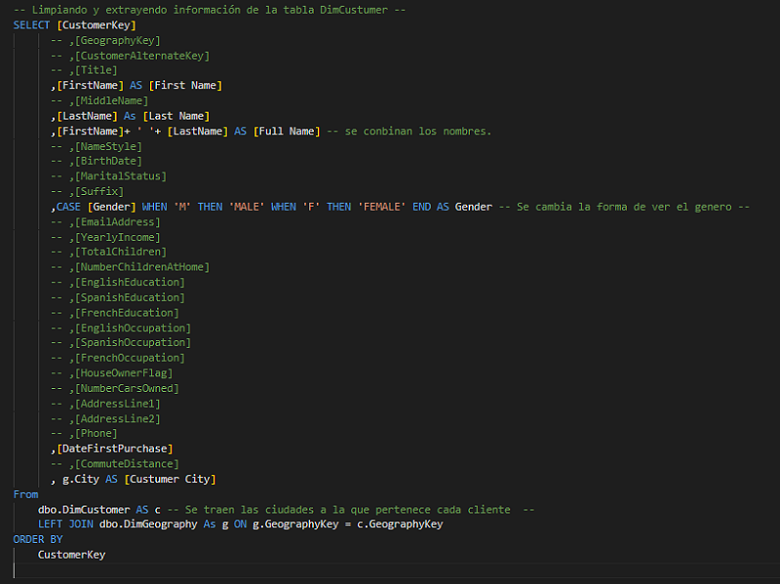 -- Limpiando y extrayendo información de la tabla DimCustumer --
SELECT [CustomerKey]
-- ,[GeographyKey]
-- ,[CustomerAlternateKey]
-- ,[Title]
,[FirstName] AS [First Name]
-- ,[MiddleName]
,[LastName] As [Last Name]
,[FirstName]+ ' '+ [LastName] AS [Full Name] -- se conbinan los nombres.
-- ,[NameStyle]
-- ,[BirthDate]
-- ,[MaritalStatus]
-- ,[Suffix]
,CASE [Gender] WHEN 'M' THEN 'MALE' WHEN 'F' THEN 'FEMALE' END AS Gender -- Se cambia la forma de ver el genero --
-- ,[EmailAddress]
-- ,[YearlyIncome]
-- ,[TotalChildren]
-- ,[NumberChildrenAtHome]
-- ,[EnglishEducation]
-- ,[SpanishEducation]
-- ,[FrenchEducation]
-- ,[EnglishOccupation]
-- ,[SpanishOccupation]
-- ,[FrenchOccupation]
-- ,[HouseOwnerFlag]
-- ,[NumberCarsOwned]
-- ,[AddressLine1]
-- ,[AddressLine2]
-- ,[Phone]
,[DateFirstPurchase]
-- ,[CommuteDistance]
, g.City AS [Custumer City]
From
dbo.DimCustomer AS c -- Se traen las ciudades a la que pertenece cada cliente --
LEFT JOIN dbo.DimGeography As g ON g.GeographyKey = c.GeographyKey
ORDER BY
CustomerKey